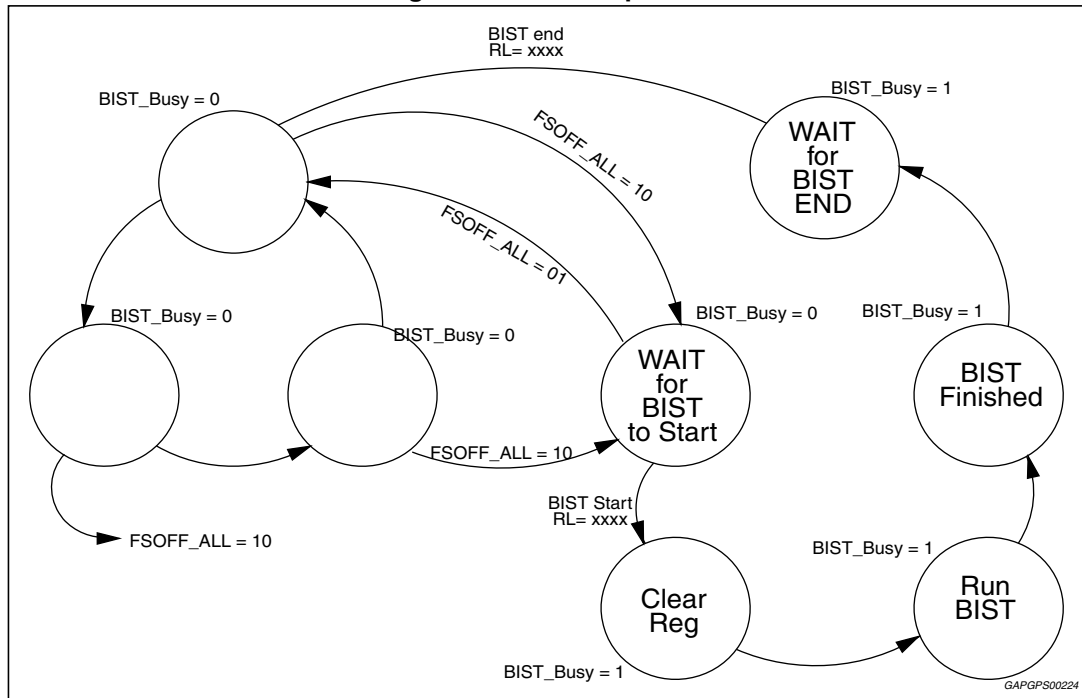 BIST end
RL= xxxx
BIST_Busy = 0
BIST_Busy = 1
WAIT
for
BIST
END
FSOFF_ALL = 10
FSOFF_ALL = 01
BIST_Busy = 0
BIST_Busy = 0
BIST_Busy = 0
BIST_Busy = 1
WAIT
for
BIST
to Start
BIST
Finished
FSOFF_ALL = 10
BIST Start
RL= xxxx
FSOFF_ALL = 10
BIST_Busy = 1
Clear
Reg
Run
BIST
BIST_Busy = 1
GAPGPS00224